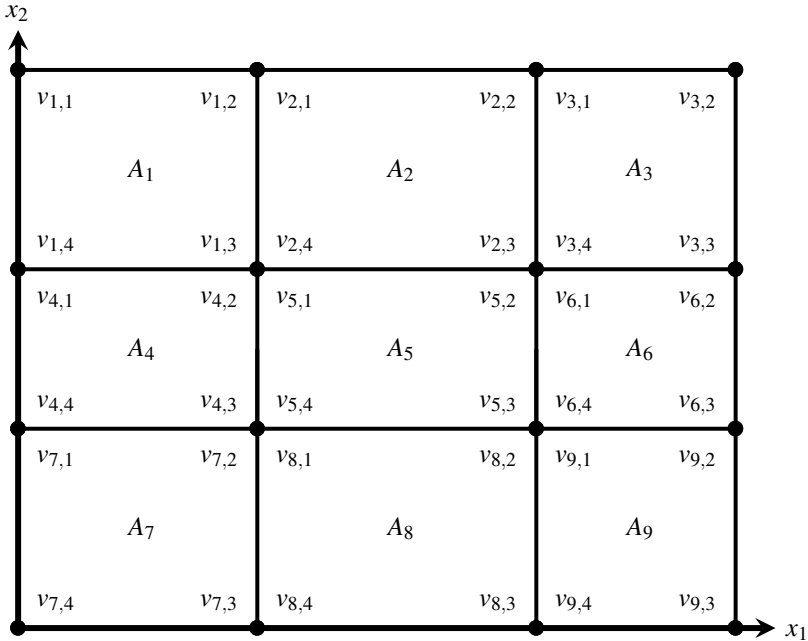 x2
v1,1 v1,2 v2,1 v2,2 v3,1 v3,2
A1 A2 A3
v1,4 v1,3 v2,4 v2,3 v3,4 v3,3
v4,1 v4,2 v5,1 v5,2 v6,1 v6,2
A4 A5 A6
v4,4 v4,3 v5,4 v5,3 v6,4 v6,3
v7,1 v7,2 v8,1 v8,2 v9,1 v9,2
A7 A8 A9
v7,4 v7,3 v8,4 v8,3 v9,4 v9,3
x1